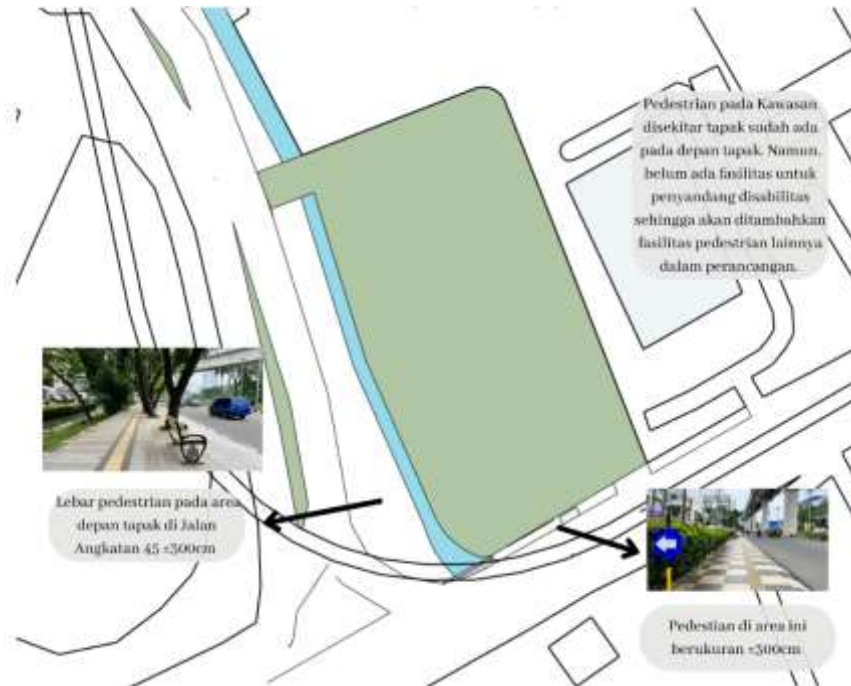 Pedestrian pada Kawasan
disekitar tapak sudah ada
pada depan tapak. Namun,
belum ada fasilitas untuk
penyandang disabilitas
sehingga akan ditambahkan
fasilitas pedestrian lainnya
dalam perancangan.
Lebar pedestrian pada area
depan tapak di Jalan
Angkatan 45 ±300cm
Pedestian di area ini
berukuran ±300cm